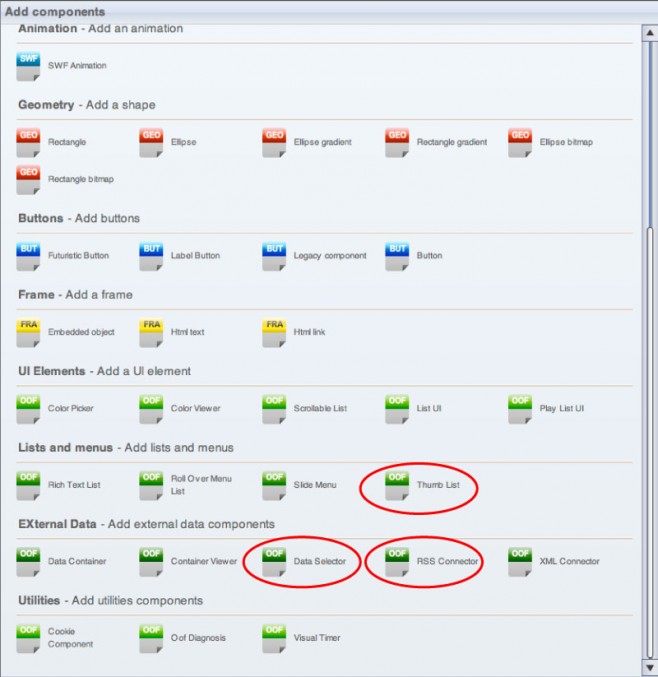 Add components
Animation - Add an animation
SWF SWF Animation
Geometry - Add a shape
GEO Rectangle GEO Ellipse GEO Ellipse gradient GEO Rectangle gradient GEO Ellipse bitmap
GEO Rectangle bitmap
Buttons - Add buttons
BUT Futuristic Button BUT Label Button BUT Legacy component BUT Button
Frame - Add a frame
FRA Embedded object FRA Html text FRA Html link
UI Elements - Add a UI element
OOF Color Picker OOF Color Viewer OOF Scrollable List OOF List UI OOF Play List UI
Lists and menus - Add lists and menus
OOF Rich Text List OOF Roll Over Menu List OOF Slide Menu OOF Thumb List
EXternal Data - Add external data components
OOF Data Container OOF Container Viewer OOF Data Selector OOF RSS Connector OOF XML Connector
Utilities - Add utilities components
OOF Cookie Component OOF Oof Diagnosis OOF Visual Timer